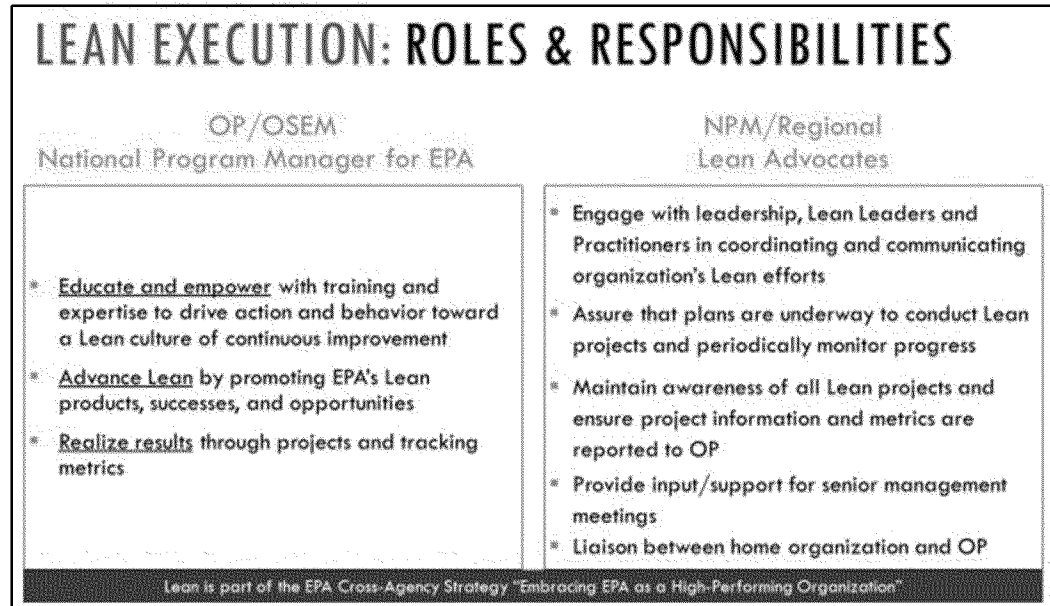 LEAN EXECUTION: ROLES & RESPONSIBILITIES
OP/OSEM
National Program Manager for EPA
Educate and empower with training and
expertise to drive action and behavior toward
a Lean culture of continuous improvement
Advance Lean by promoting EPA's Lean
products, successes, and opportunities
Realize results through projects and tracking
metrics
NPM/Regional
Lean Advocates
Engage with leadership, Lean Leaders and
Practitioners in coordinating and communicating
organization's Lean efforts
Assure that plans are underway to conduct Lean
projects and periodically monitor progress
Maintain awareness of all Lean projects and
ensure project information and metrics are
reported to OP
Provide input/support for senior management
meetings
Liaison between home organization and OP
Lean is part of the EPA Cross-Agency Strategy "Embracing EPA as a High-Performing Organization"